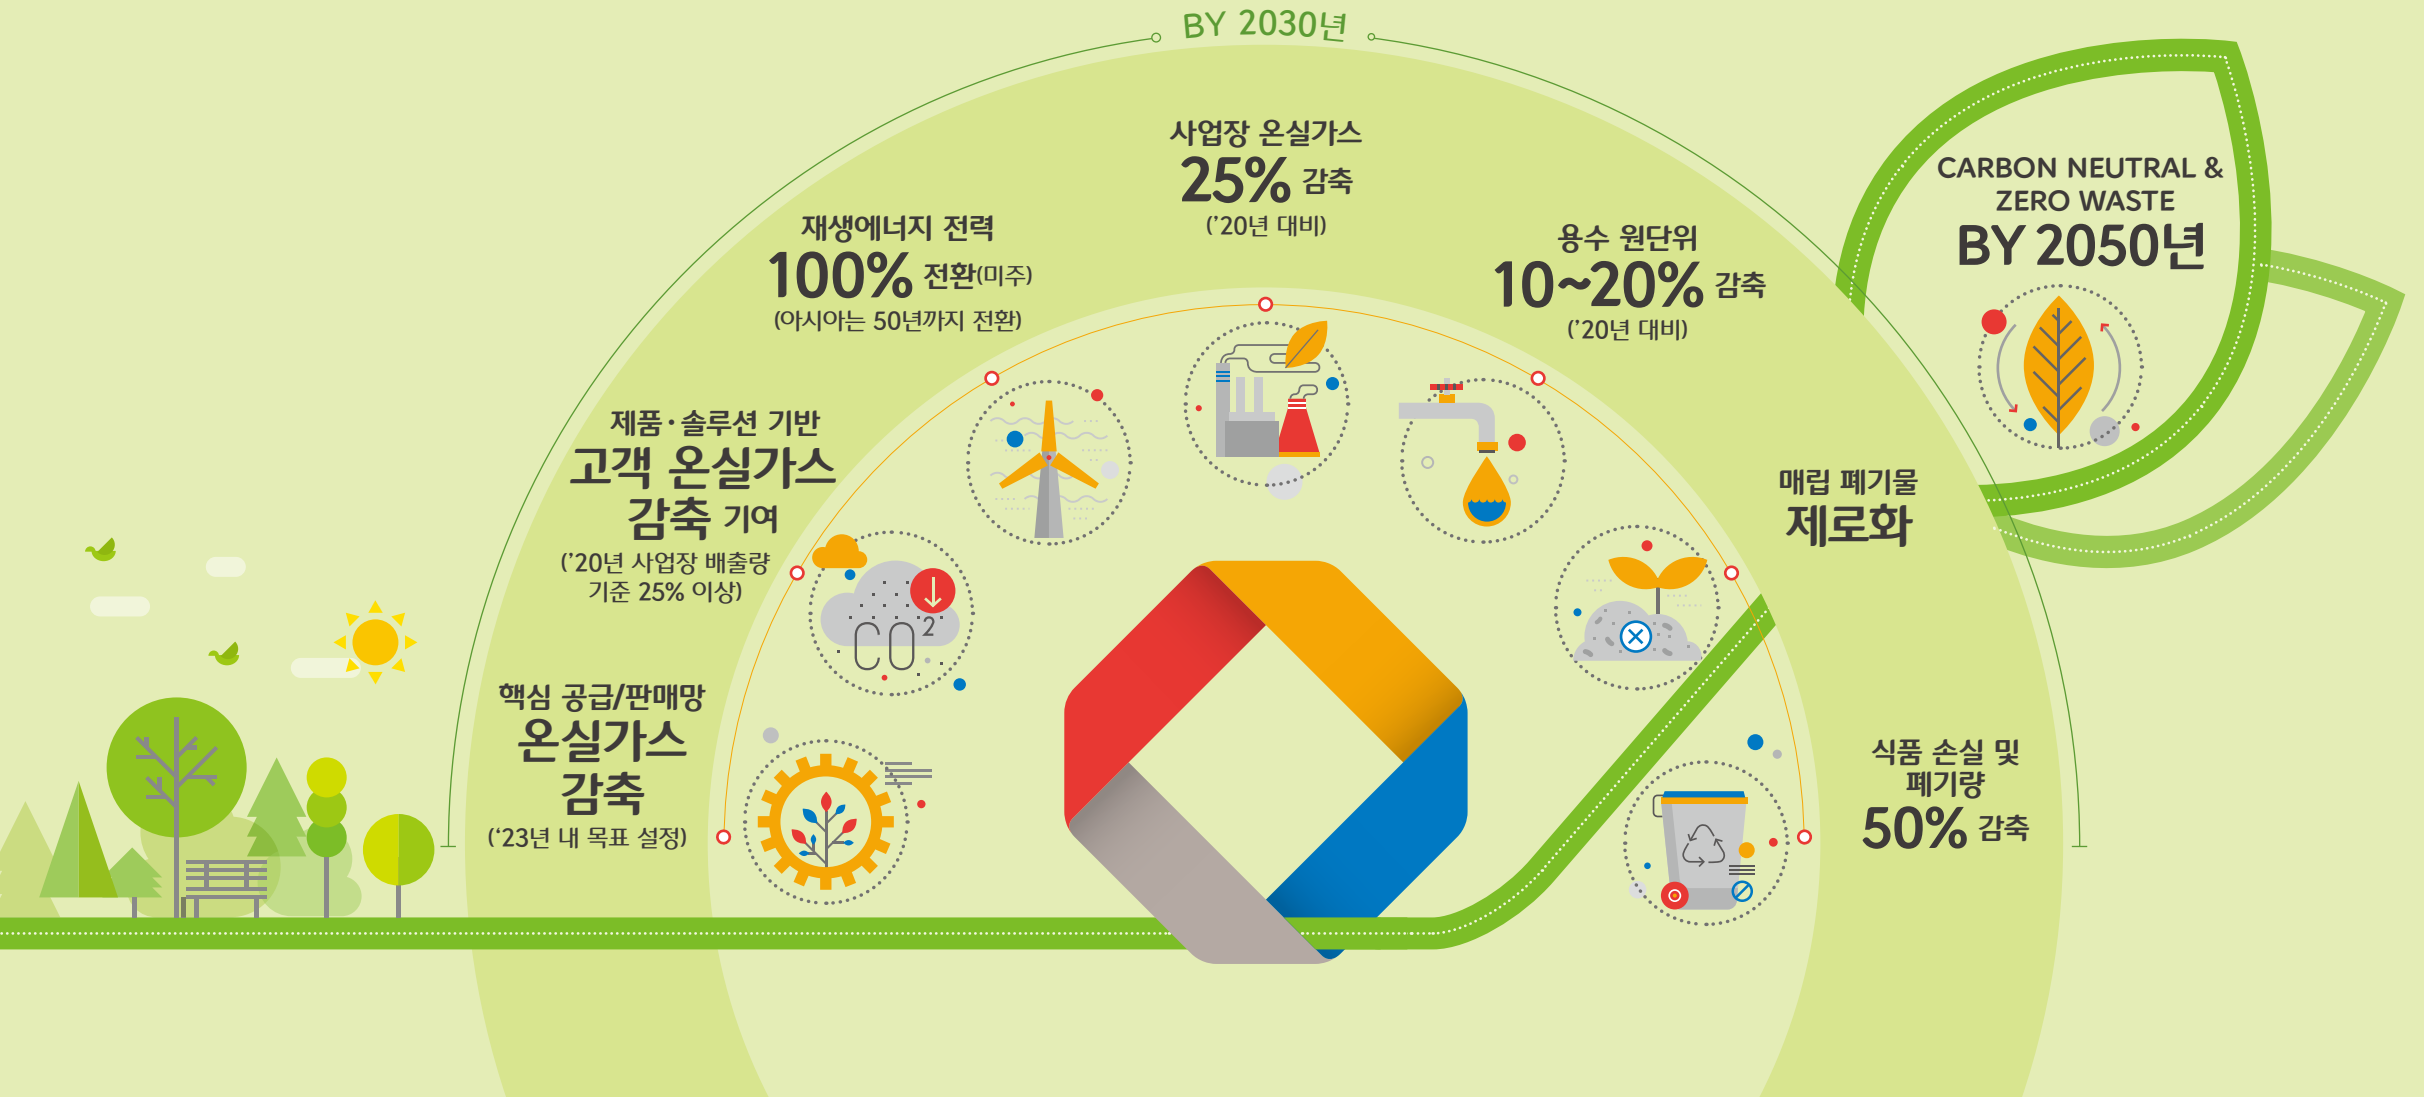 BY 2030년
핵심 공급/판매망
온실가스
감축
(‘23년 내 목표 설정)
제품·솔루션 기반
고객 온실가스
감축 기여
(’20년 사업장 배출량
기준 25% 이상)
CO2
재생에너지 전력
100% 전환(미주)
(아시아는 50년까지 전환)
사업장 온실가스
25% 감축
(’20년 대비)
용수 원단위
10~20% 감축
(’20년 대비)
매립 폐기물
제로화
식품 손실 및
폐기량
50% 감축
CARBON NEUTRAL &
ZERO WASTE
BY 2050년